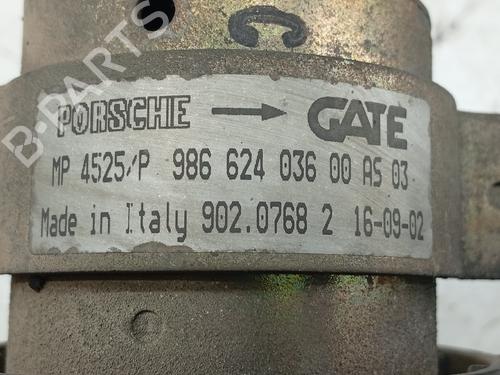 PORSCHE → GATE
MP 4525/P 986 624 036 00 AS 03
Made in Italy 902.0768 2 16-09-02
B-PARTS